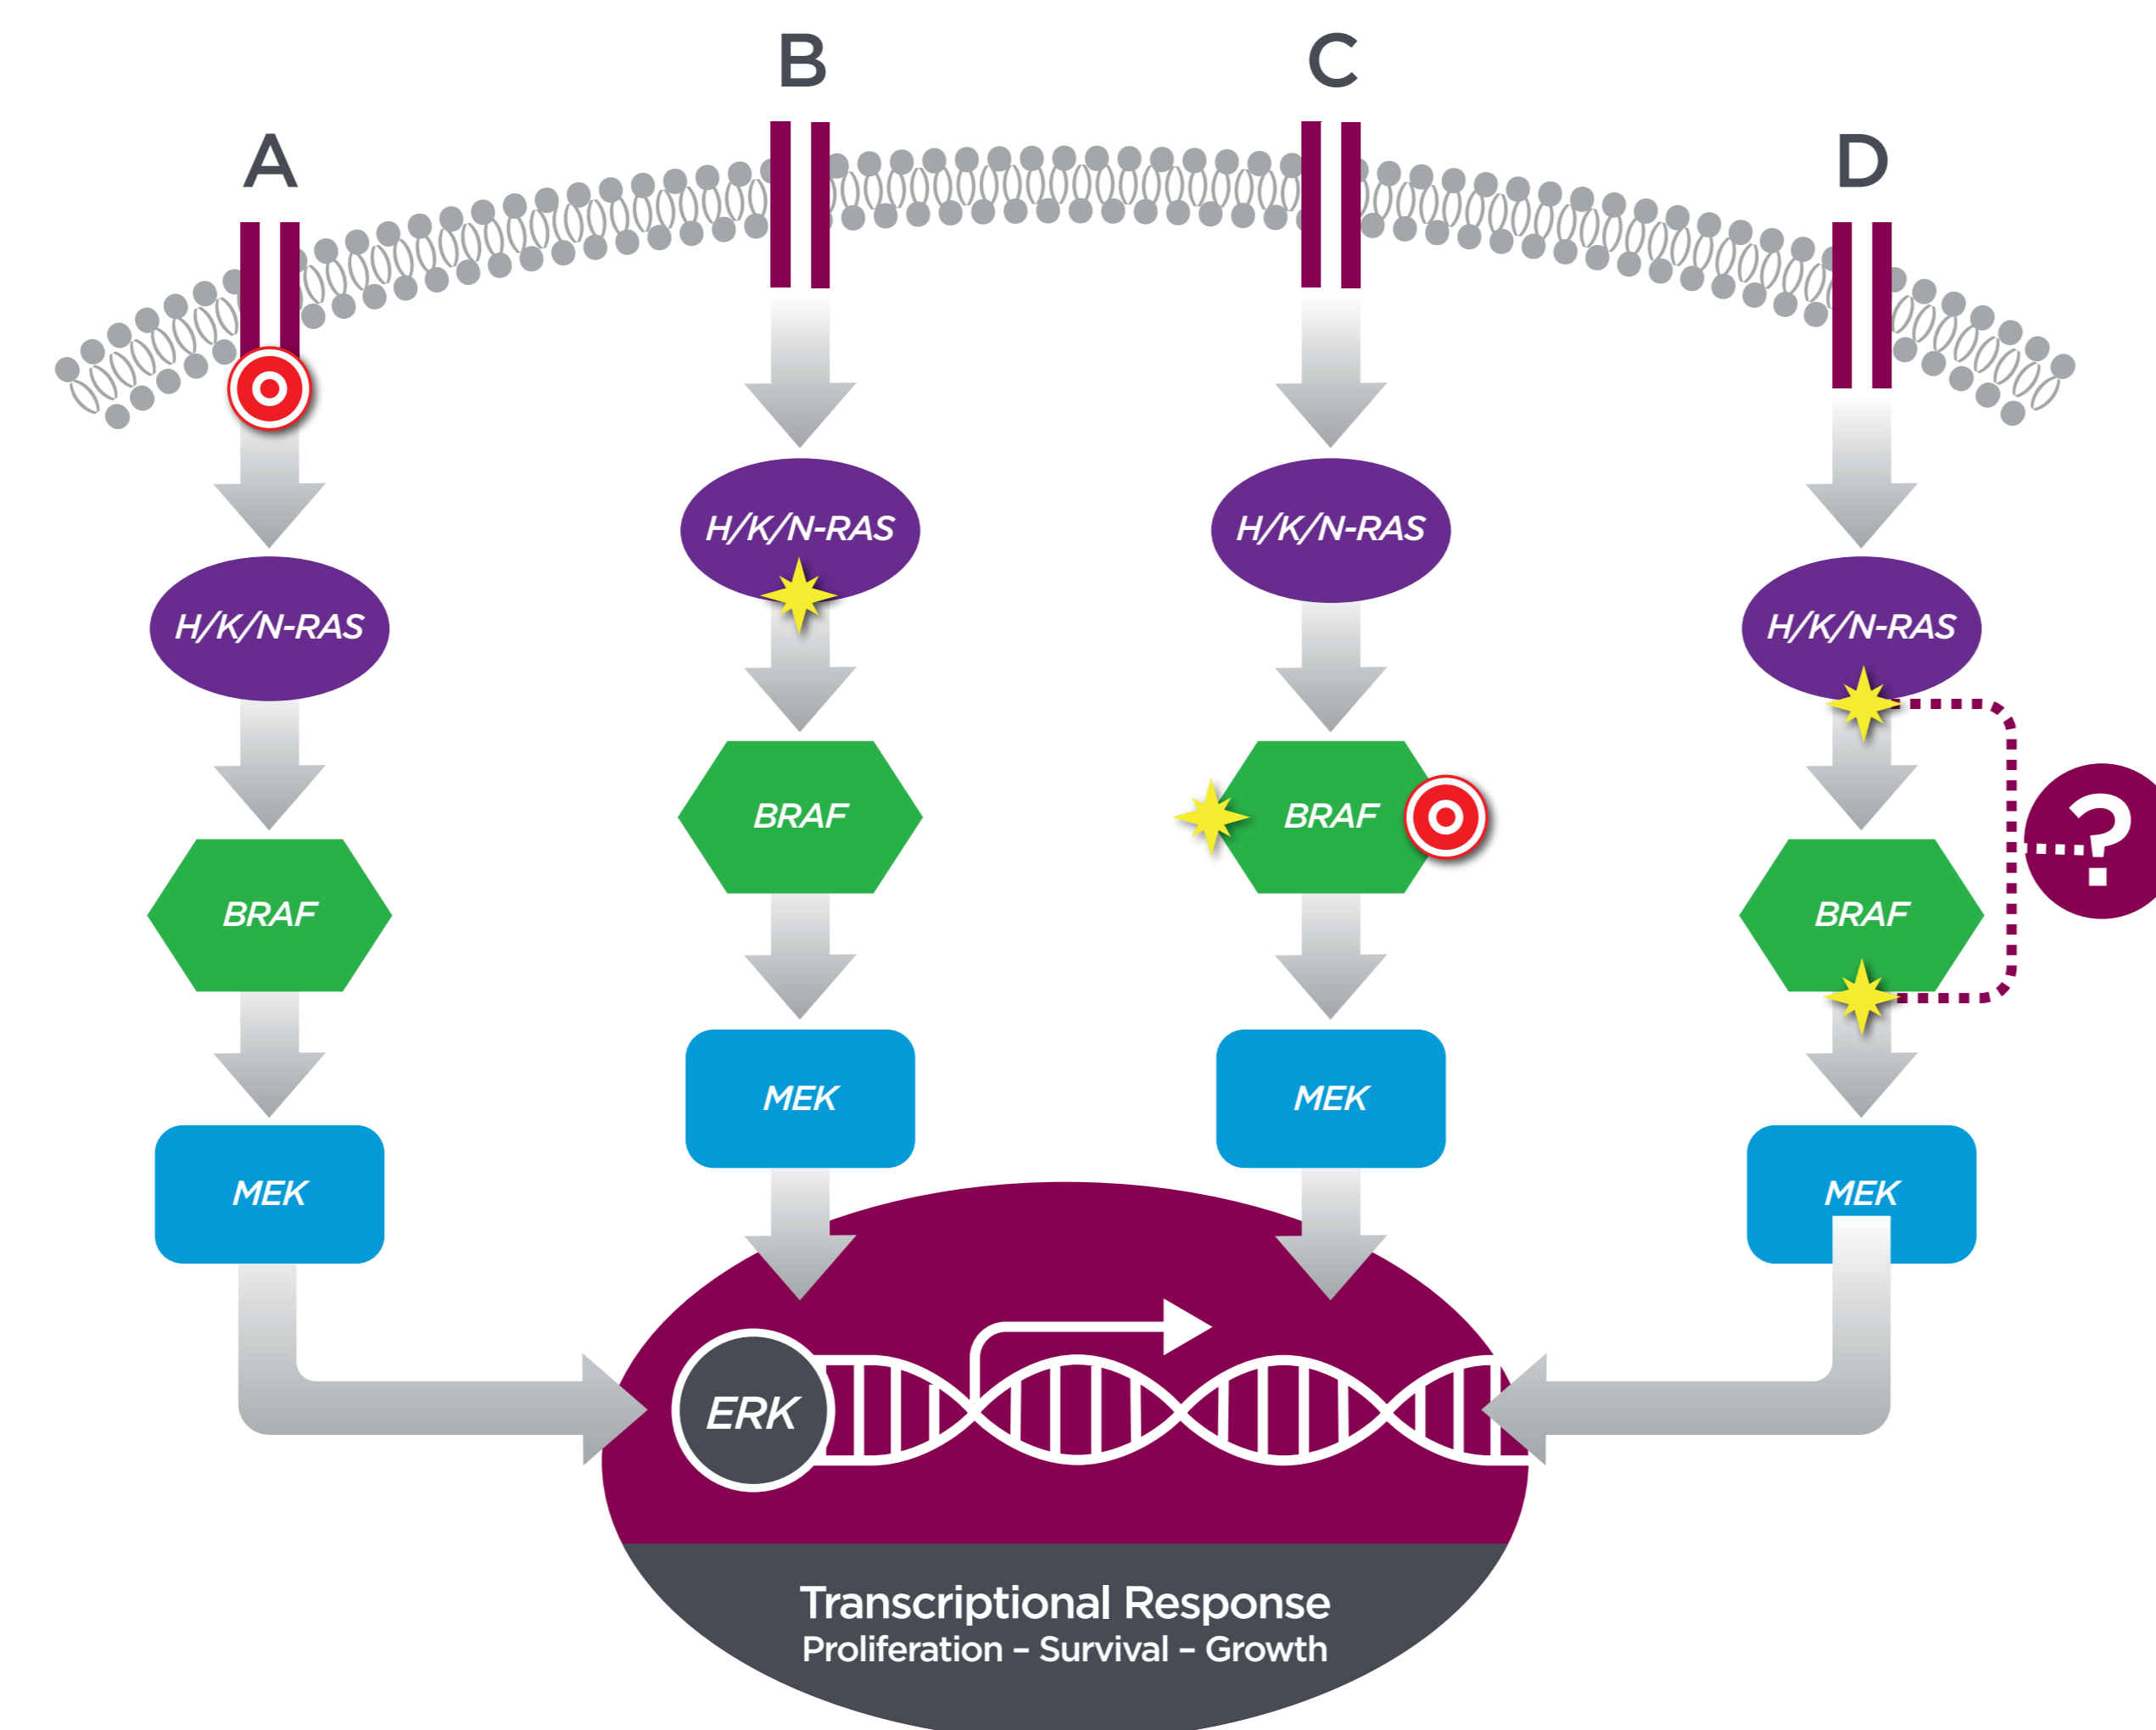 A
B
C
D
H/K/N-RAS
H/K/N-RAS
H/K/N-RAS
H/K/N-RAS
BRAF
BRAF
BRAF
BRAF
?
MEK
MEK
MEK
MEK
ERK
Transcriptional Response
Proliferation – Survival – Growth